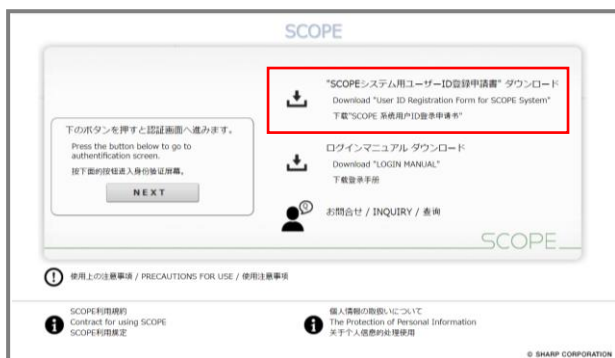 SCOPE
"SCOPEシステム用ユーザーID登録申請書" ダウンロード
Download "User ID Registration Form for SCOPE System"
下载"SCOPE 系统用户ID登录申请书"
下のボタンを押すと認証画面へ進みます。
Press the button below to go to
authentification screen.
按下面的按钮进入身份验证屏幕。
NEXT
ログインマニュアル ダウンロード
Download "LOGIN MANUAL"
下载登录手册
お問合せ / INQUIRY / 查询
SCOPE
使用上の注意事項 / PRECAUTIONS FOR USE / 使用注意事项
SCOPE利用規約
Contract for using SCOPE
SCOPE利用规定
個人情報の取扱いについて
The Protection of Personal Information
关于个人信息的处理使用
© SHARP CORPORATION